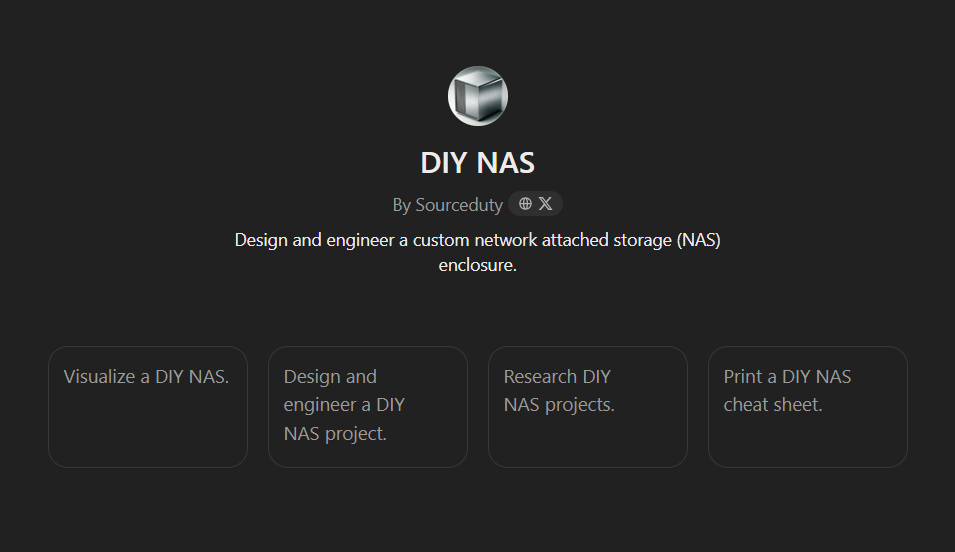 DIY NAS
By Sourceduty
Design and engineer a custom network attached storage (NAS)
enclosure.
Visualize a DIY NAS.
Design and
engineer a DIY
NAS project.
Research DIY
NAS projects.
Print a DIY NAS
cheat sheet.